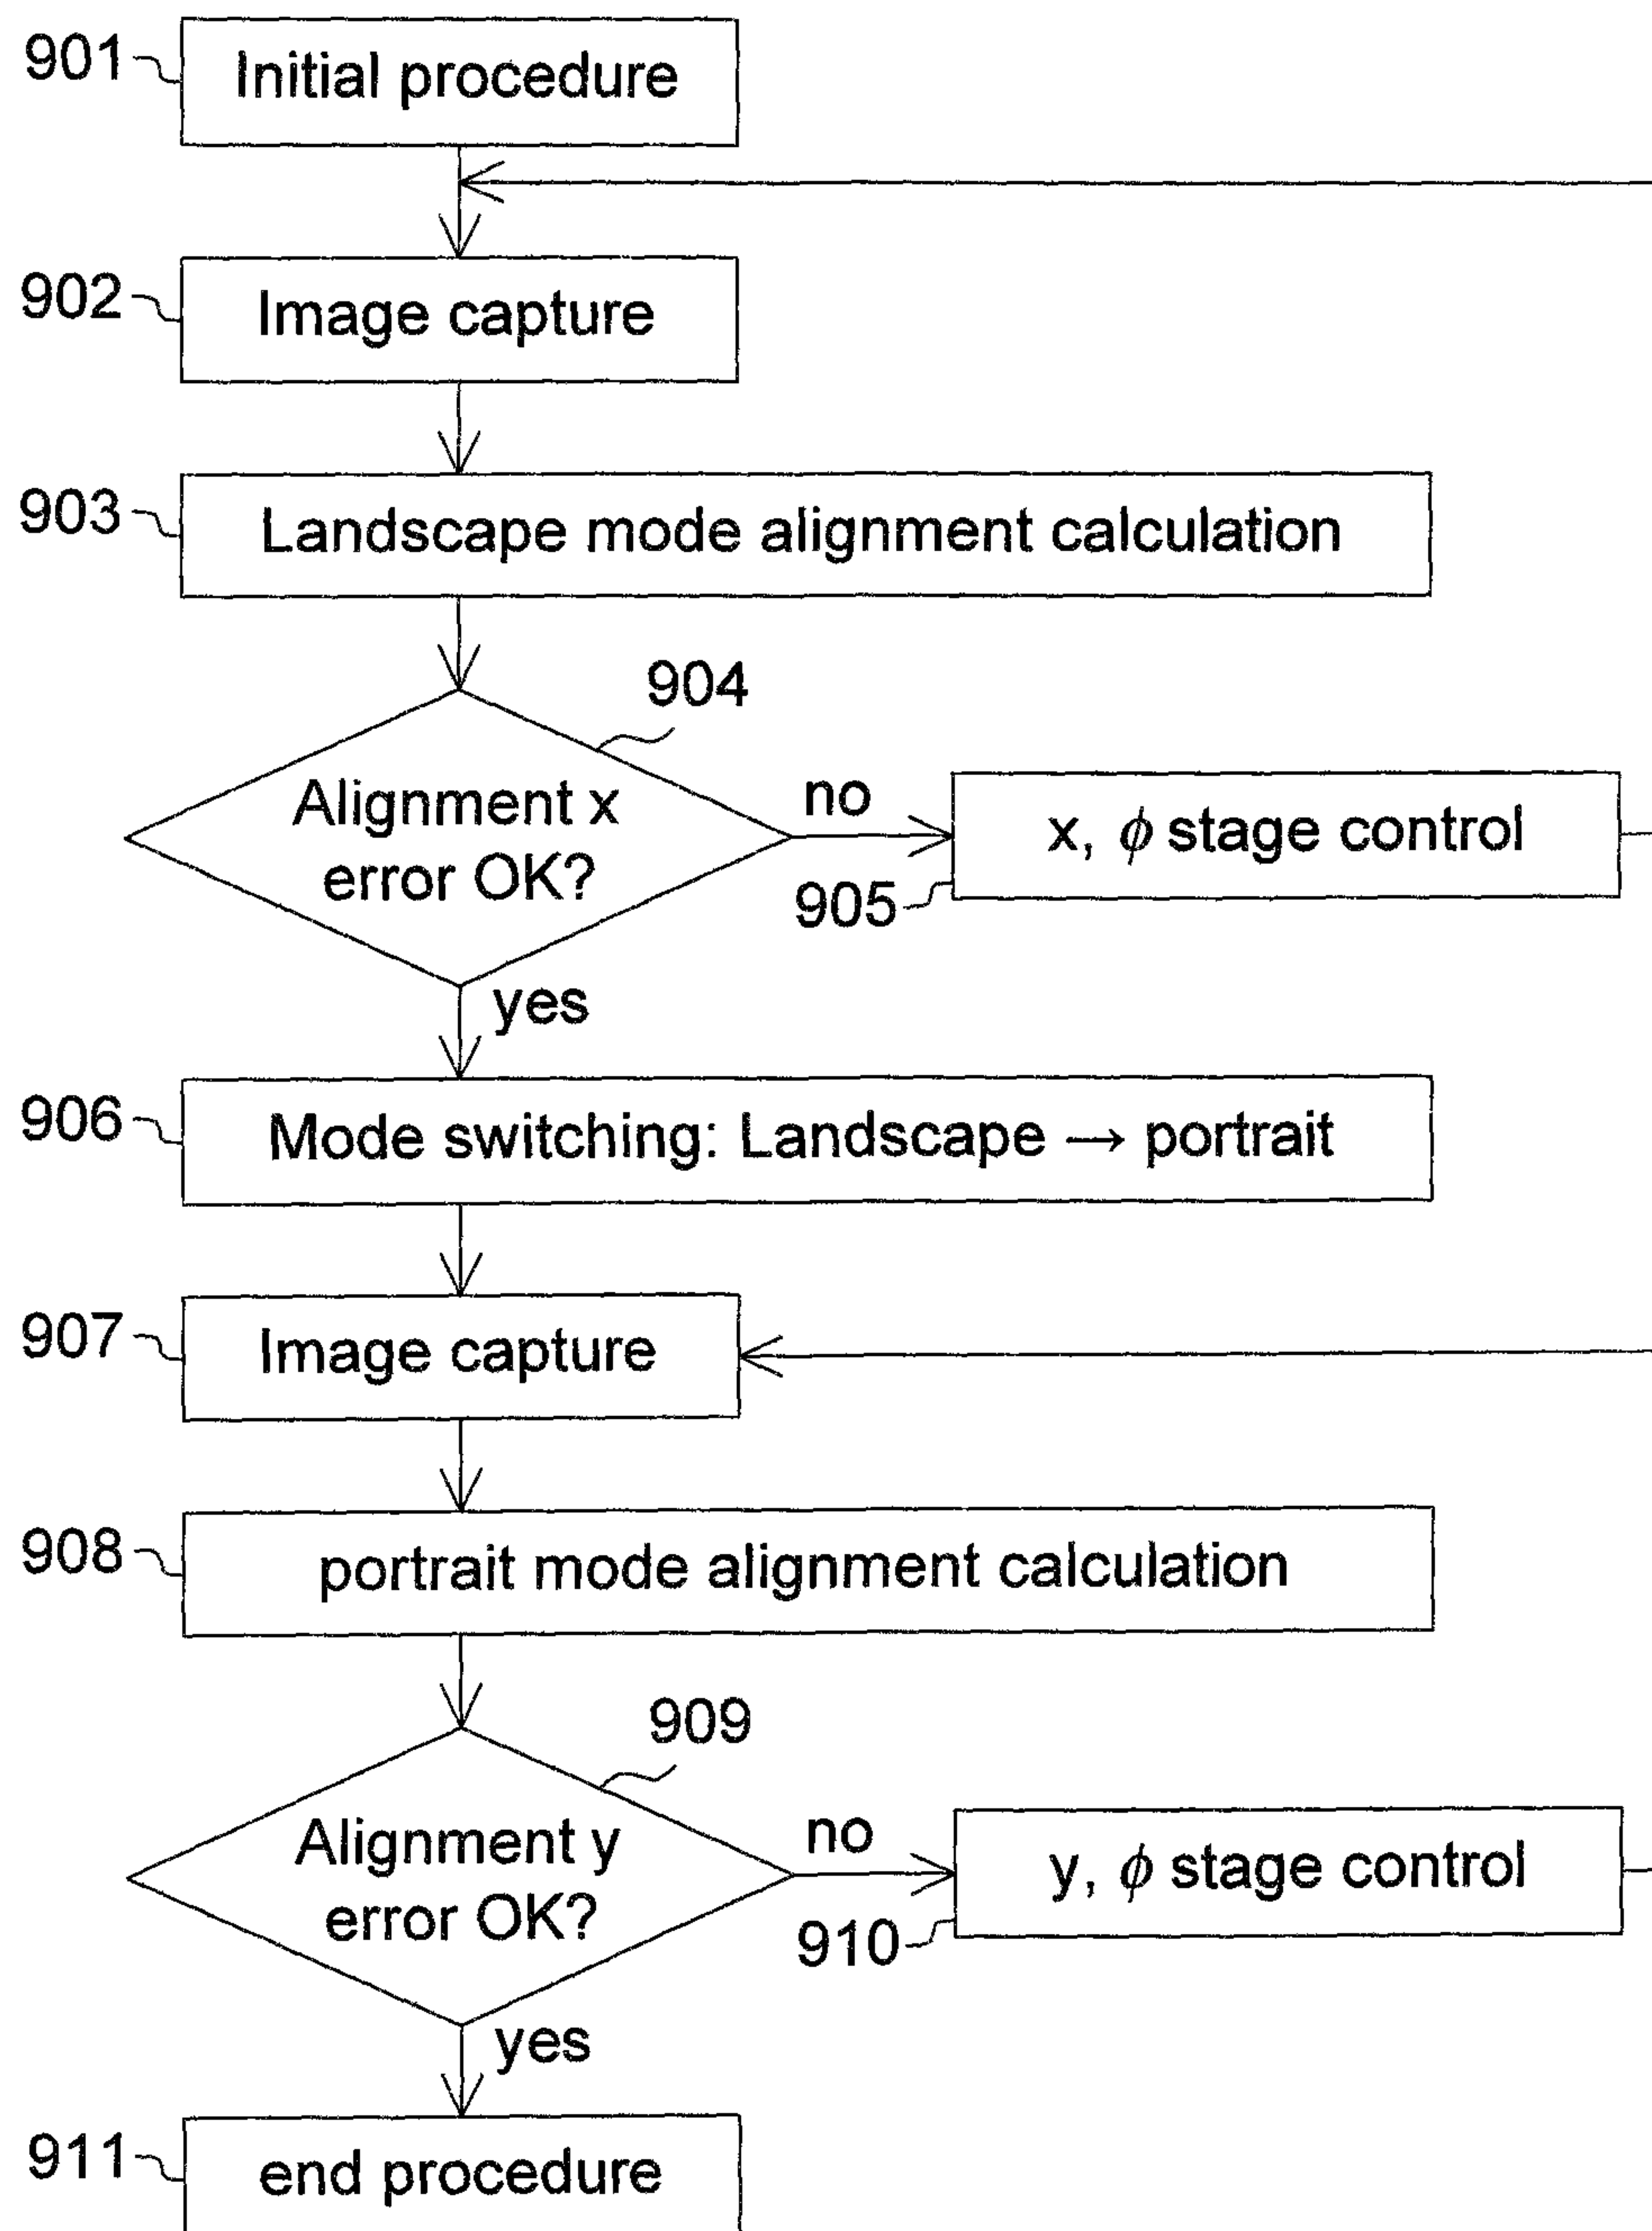 901
Initial procedure
902
Image capture
903
Landscape mode alignment calculation
904
Alignment x
error OK?
no
x, ϕ stage control
905
yes
906
Mode switching: Landscape → portrait
907
Image capture
908
portrait mode alignment calculation
909
Alignment y
error OK?
no
y, ϕ stage control
910
yes
911
end procedure